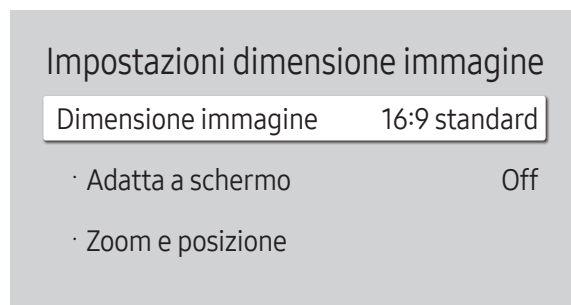 Impostazioni dimensione immagine
Dimensione immagine 16:9 standard
· Adatta a schermo Off
· Zoom e posizione